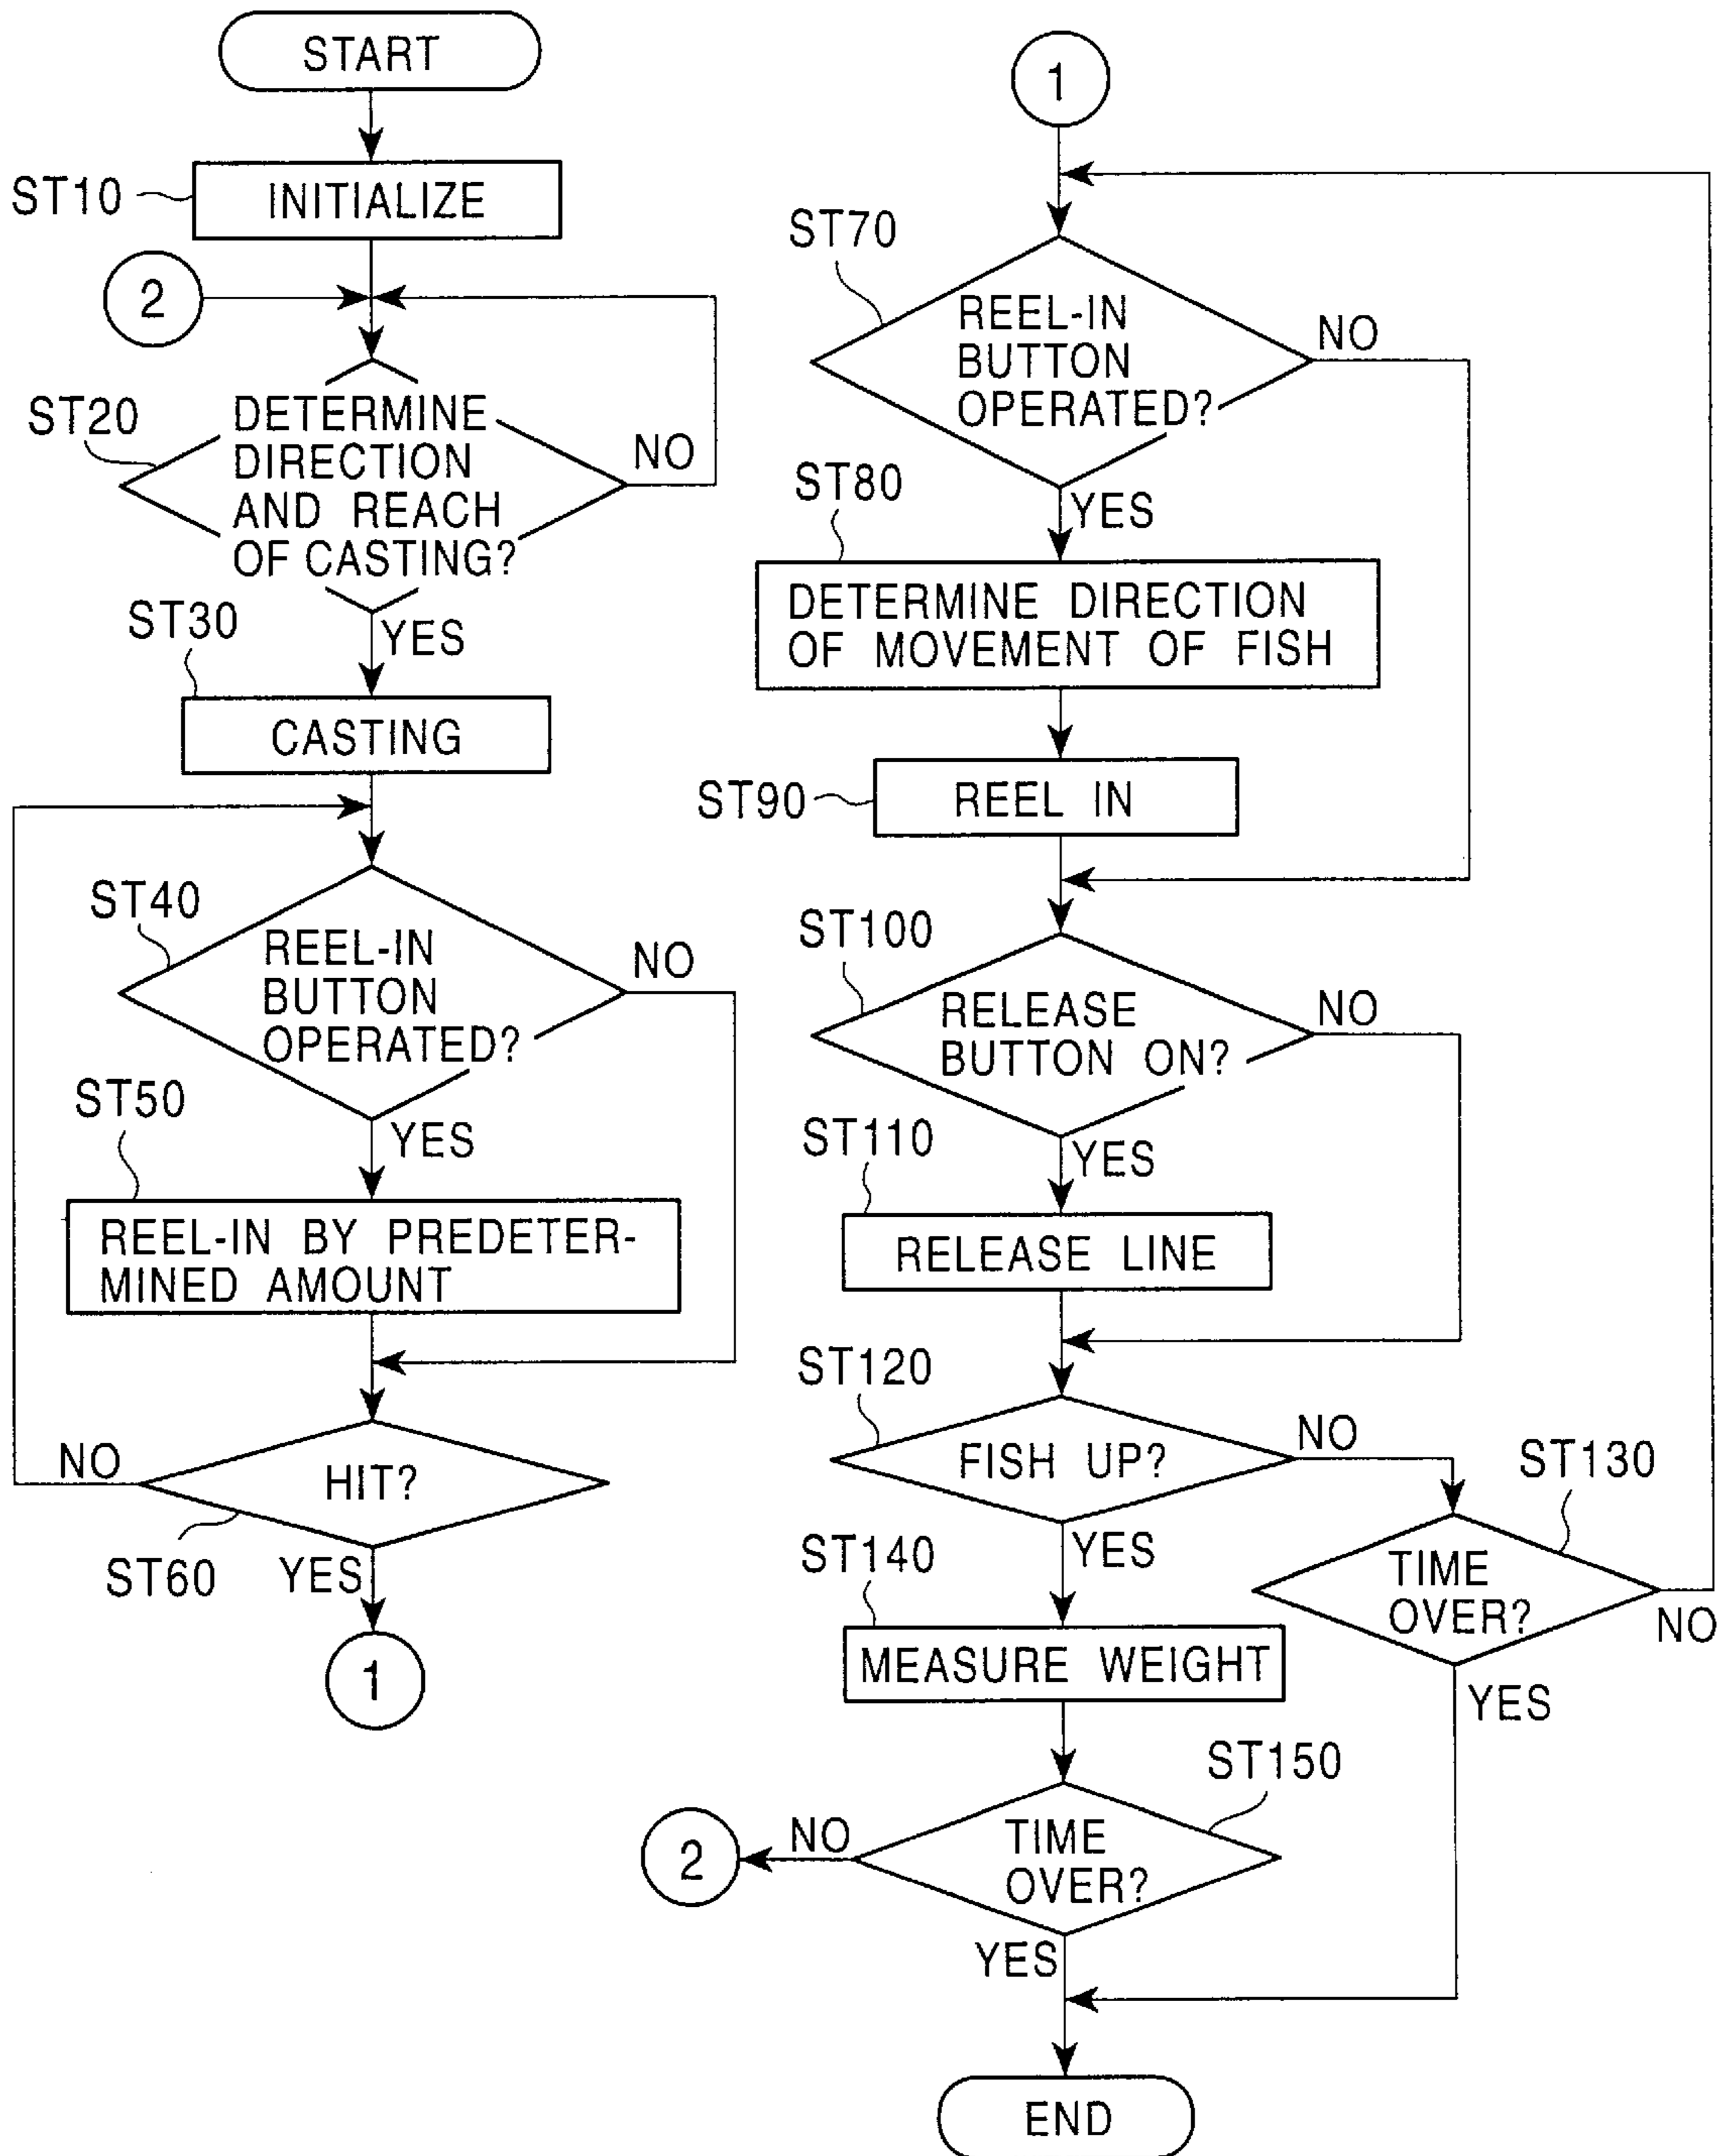 START
ST10
INITIALIZE
2
ST20
DETERMINE
DIRECTION
AND REACH
OF CASTING?
NO
YES
ST30
CASTING
ST40
REEL-IN
BUTTON
OPERATED?
NO
YES
ST50
REEL-IN BY PREDETER-
MINED AMOUNT
NO
HIT?
ST60
YES
1
1
ST70
REEL-IN
BUTTON
OPERATED?
NO
YES
ST80
DETERMINE DIRECTION
OF MOVEMENT OF FISH
ST90
REEL IN
ST100
RELEASE
BUTTON ON?
NO
YES
ST110
RELEASE LINE
ST120
FISH UP?
NO
YES
ST130
TIME
OVER?
NO
YES
ST140
MEASURE WEIGHT
ST150
TIME
OVER?
NO
2
YES
END